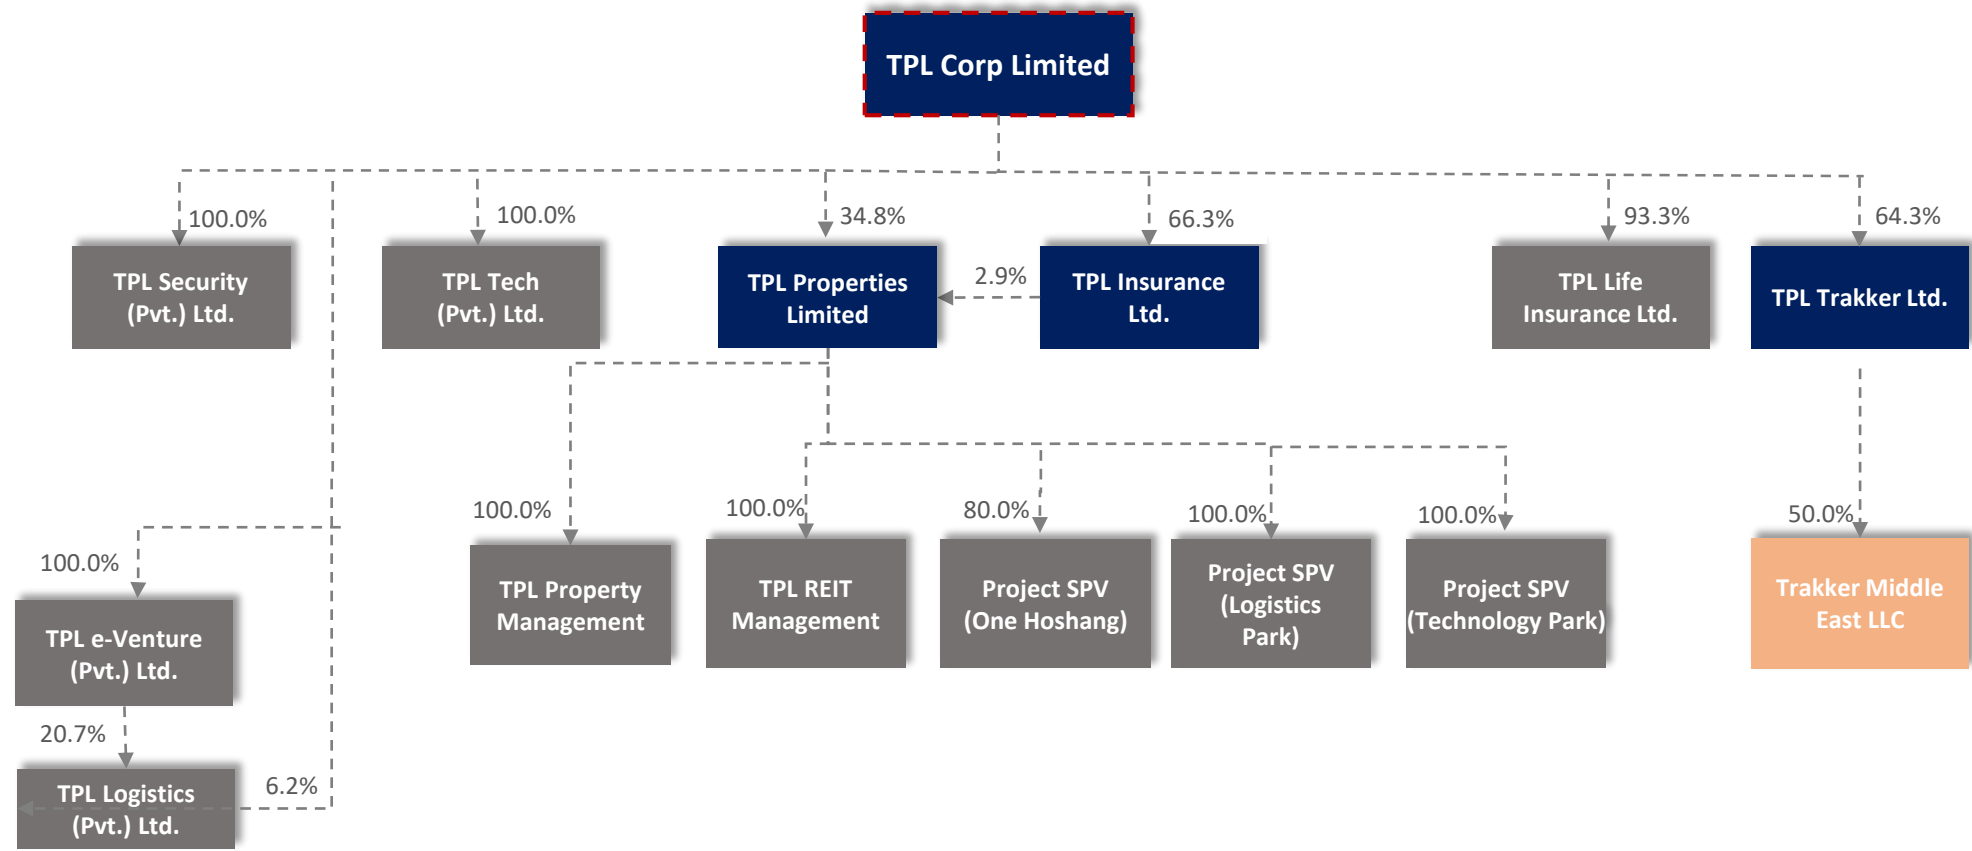 TPL Corp Limited
100.0%
100.0%
34.8%
66.3%
93.3%
64.3%
TPL Security
(Pvt.) Ltd.
TPL Tech
(Pvt.) Ltd.
TPL Properties
Limited
2.9%
TPL Insurance
Ltd.
TPL Life
Insurance Ltd.
TPL Trakker Ltd.
100.0%
100.0%
80.0%
100.0%
100.0%
50.0%
TPL Property
Management
TPL REIT
Management
Project SPV
(One Hoshang)
Project SPV
(Logistics
Park)
Project SPV
(Technology Park)
Trakker Middle
East LLC
100.0%
TPL e-Venture
(Pvt.) Ltd.
20.7%
TPL Logistics
(Pvt.) Ltd.
6.2%